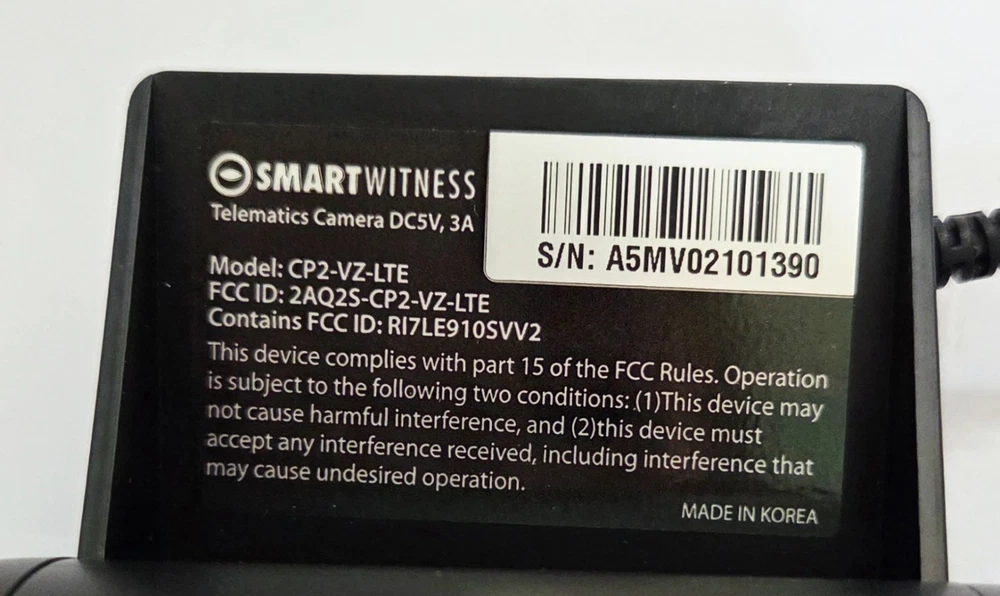 SMARTWITNESS
Telematics Camera DC5V, 3A
S/N: A5MV02101390
Model: CP2-VZ-LTE
FCC ID: 2AQ2S-CP2-VZ-LTE
Contains FCC ID: RI7LE910SVV2
This device complies with part 15 of the FCC Rules. Operation
is subject to the following two conditions: (1)This device may
not cause harmful interference, and (2)this device must
accept any interference received, including interference that
may cause undesired operation.
MADE IN KOREA